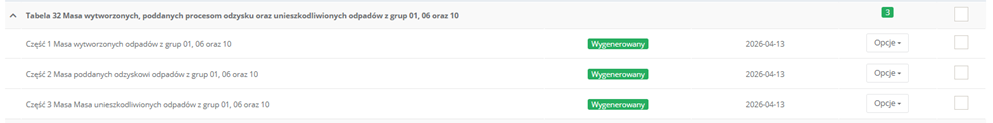 Tabela 32 Masa wytworzonych, poddanych procesom odzysku oraz unieszkodliwionych odpadów z grup 01, 06 oraz 10 3
Część 1 Masa wytworzonych odpadów z grup 01, 06 oraz 10 Wygenerowany 2026-04-13 Opcje
Część 2 Masa poddanych odzyskowi odpadów z grup 01, 06 oraz 10 Wygenerowany 2026-04-13 Opcje
Część 3 Masa Masa unieszkodliwionych odpadów z grup 01, 06 oraz 10 Wygenerowany 2026-04-13 Opcje